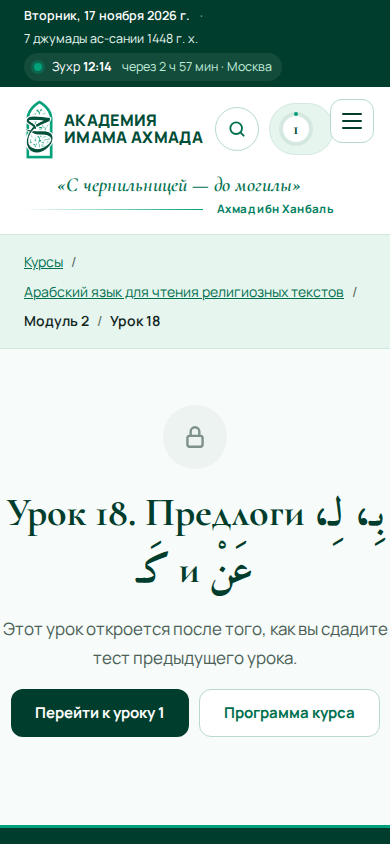 Вторник, 17 ноября 2026 г. ·
7 джумады ас-сании 1448 г. х.
Зухр 12:14 через 2 ч 57 мин · Москва
АКАДЕМИЯ
ИМАМА АХМАДА
1
«С чернильницей — до могилы»
Ахмад ибн Ханбаль
Курсы /
Арабский язык для чтения религиозных текстов /
Модуль 2 / Урок 18
Урок 18. Предлоги بِـ، لِـ،
عَنْ и كَـ
Этот урок откроется после того, как вы сдадите
тест предыдущего урока.
Перейти к уроку 1
Программа курса